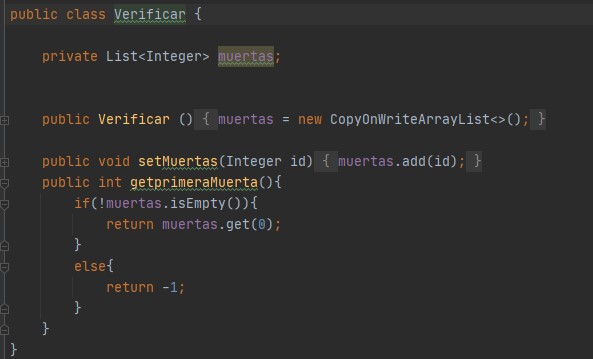 public class Verificar {
private List<Integer> muertas;
public Verificar () { muertas = new CopyOnWriteArrayList<>(); }
public void setMuertas(Integer id) { muertas.add(id); }
public int getprimeraMuerta(){
if(!muertas.isEmpty()){
return muertas.get(0);
}
else{
return -1;
}
}
}